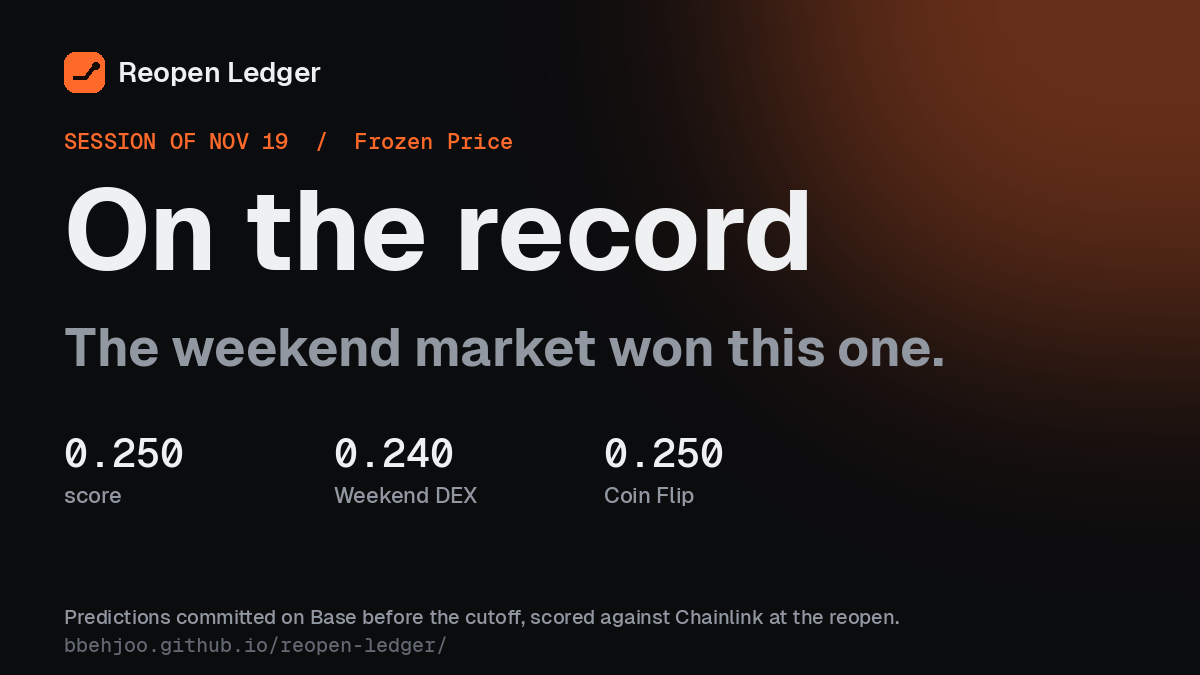 Reopen Ledger
SESSION OF NOV 19 / Frozen Price
On the record
The weekend market won this one.
0.250 0.240 0.250
score Weekend DEX Coin Flip
Predictions committed on Base before the cutoff, scored against Chainlink at the reopen.
bbehjoo.github.io/reopen-ledger/